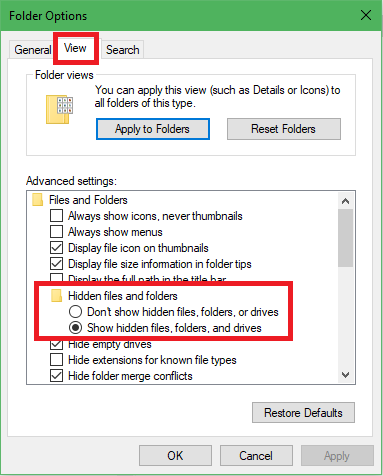 Folder Options
General View Search
Folder views
You can apply this view (such as Details or Icons) to
all folders of this type.
Apply to Folders Reset Folders
Advanced settings:
Files and Folders
Always show icons, never thumbnails
Always show menus
Display file icon on thumbnails
Display file size information in folder tips
Display the full path in the title bar
Hidden files and folders
Don't show hidden files, folders, or drives
Show hidden files, folders, and drives
Hide empty drives
Hide extensions for known file types
Hide folder merge conflicts
Restore Defaults
OK Cancel Apply